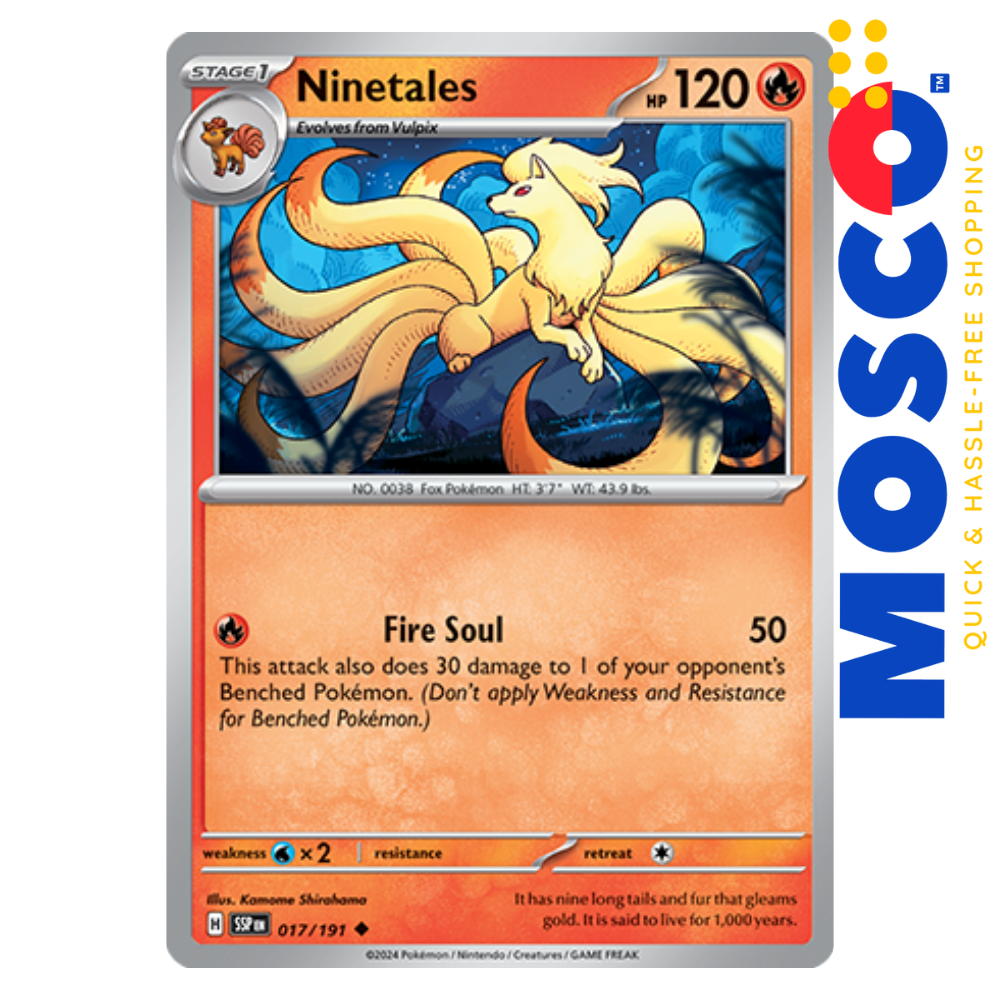 STAGE 1
Ninetales
HP 120
Evolves from Vulpix
NO. 0038 Fox Pokémon HT: 3'7" WT: 43.9 lbs.
Fire Soul 50
This attack also does 30 damage to 1 of your opponent's
Benched Pokémon. (Don't apply Weakness and Resistance
for Benched Pokémon.)
weakness ×2 resistance retreat
Illus. Kamome Shirahama
It has nine long tails and fur that gleams
gold. It is said to live for 1,000 years.
H SSP EN 017/191
©2024 Pokémon / Nintendo / Creatures / GAME FREAK
MOSCO™
QUICK & HASSLE-FREE SHOPPING